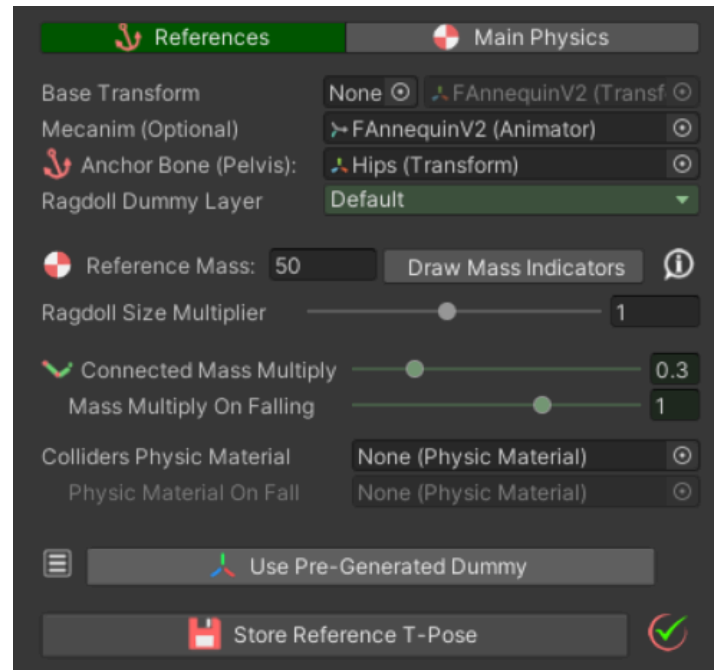 References Main Physics
Base Transform None FAnnequinV2 (Transf
Mecanim (Optional) FAnnequinV2 (Animator)
Anchor Bone (Pelvis): Hips (Transform)
Ragdoll Dummy Layer Default
Reference Mass: 50 Draw Mass Indicators
Ragdoll Size Multiplier 1
Connected Mass Multiply 0.3
Mass Multiply On Falling 1
Colliders Physic Material None (Physic Material)
Physic Material On Fall None (Physic Material)
Use Pre-Generated Dummy
Store Reference T-Pose